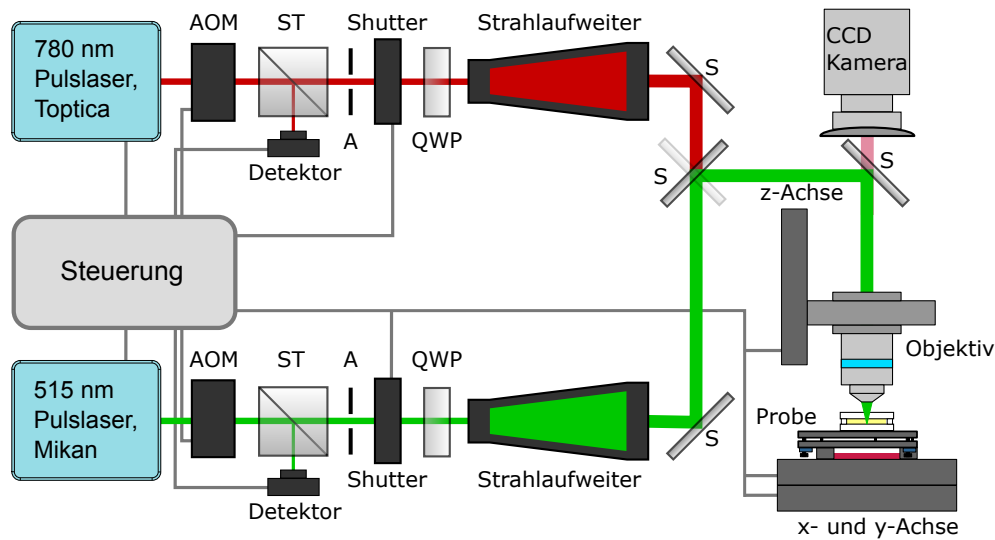 AOM
ST
Shutter
Strahlaufweiter
780 nm
Pulslaser,
Toptica
A
QWP
Detektor
S
CCD
Kamera
S
S
z-Achse
Steuerung
AOM
ST
A
QWP
Objektiv
515 nm
Pulslaser,
Mikan
Probe
S
Shutter
Strahlaufweiter
Detektor
x- und y-Achse